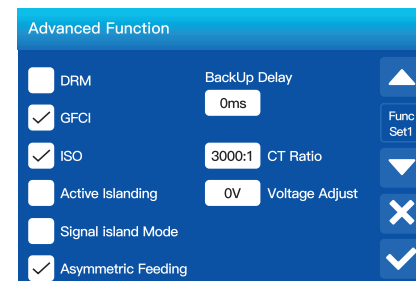 Advanced Function
DRM
BackUp Delay
0ms
GFCI
Func
Set1
ISO
3000:1 CT Ratio
Active Islanding
0V Voltage Adjust
Signal island Mode
Asymmetric Feeding